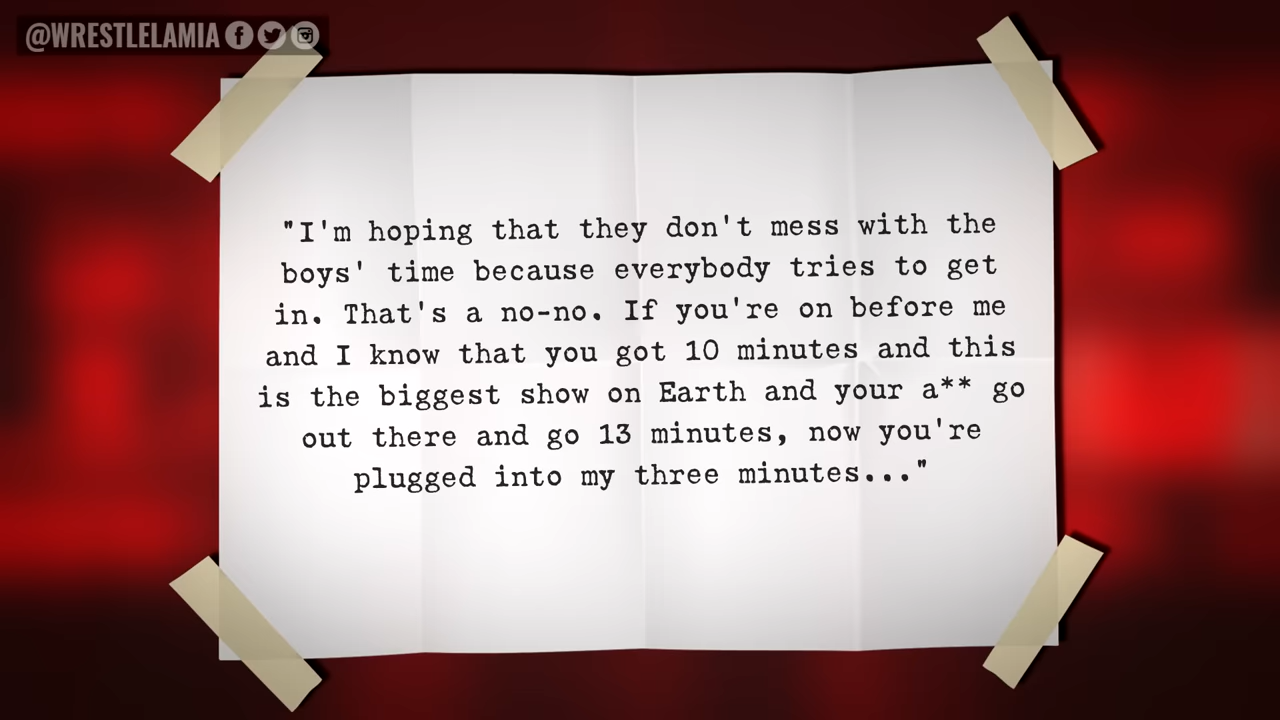 @WRESTLELAMIA
"I'm hoping that they don't mess with the
boys' time because everybody tries to get
in. That's a no-no. If you're on before me
and I know that you got 10 minutes and this
is the biggest show on Earth and your a** go
out there and go 13 minutes, now you're
plugged into my three minutes..."